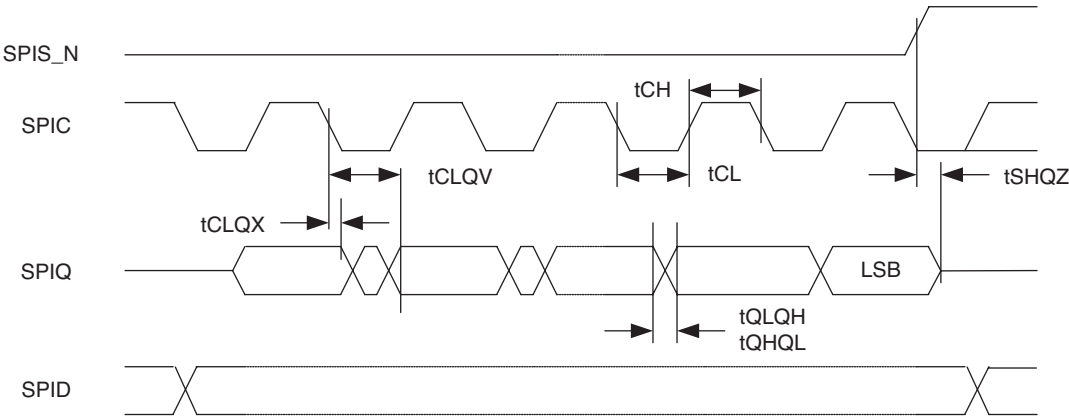 SPIS_N
tCH
SPIC
tCLQV
tCL
tSHQZ
tCLQX
SPIQ
LSB
tQLQH
tQHQL
SPID